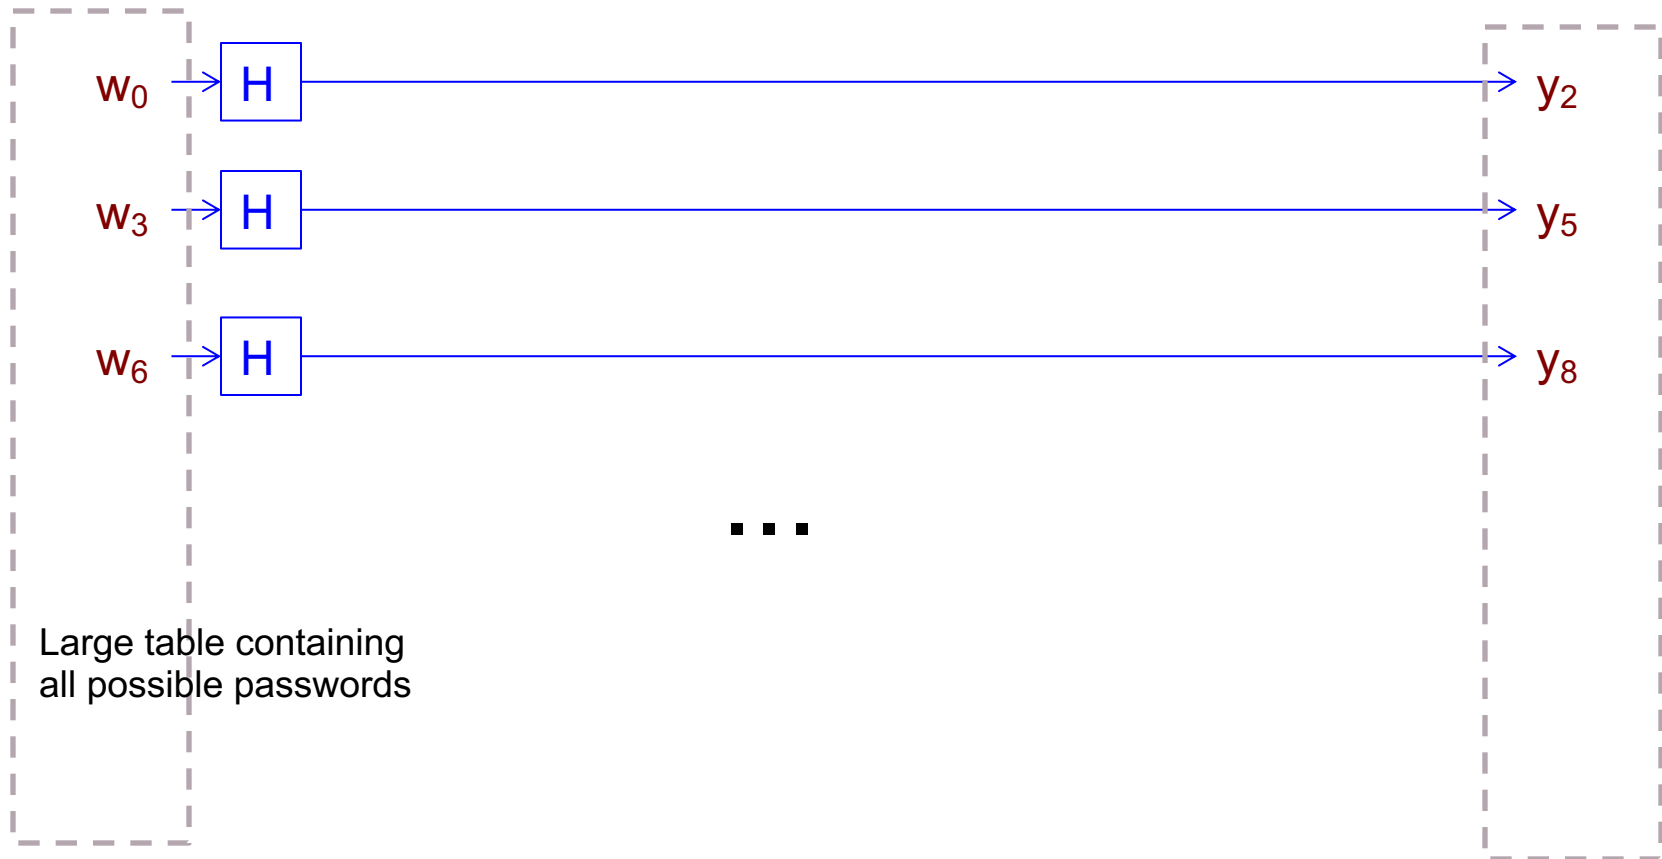 w₀ H y₂
w₃ H y₅
w₆ H y₈
...
Large table containing
all possible passwords